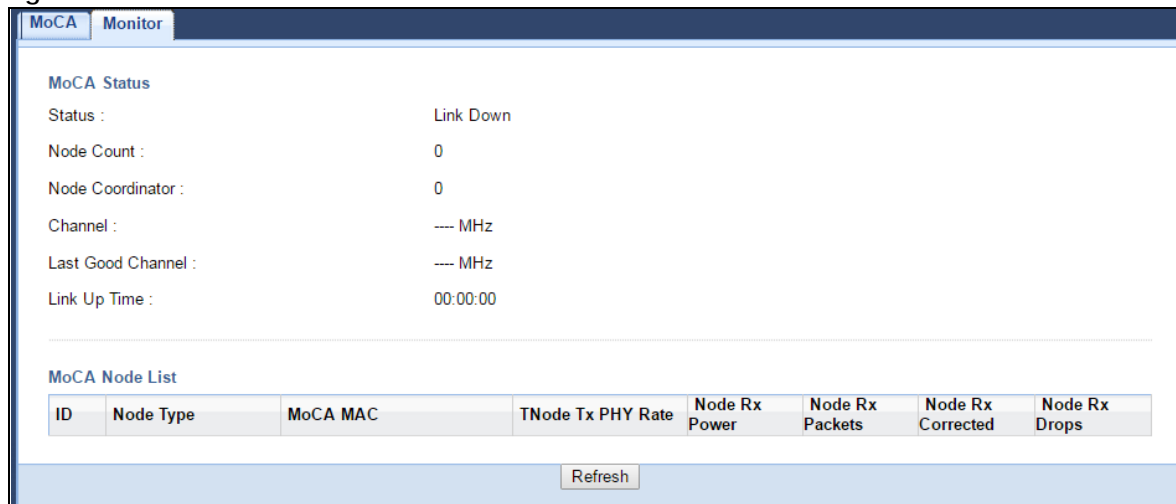 MoCA Monitor
MoCA Status
Status : Link Down
Node Count : 0
Node Coordinator : 0
Channel : ---- MHz
Last Good Channel : ---- MHz
Link Up Time : 00:00:00
MoCA Node List
ID Node Type MoCA MAC TNode Tx PHY Rate Node Rx Power Node Rx Packets Node Rx Corrected Node Rx Drops
Refresh